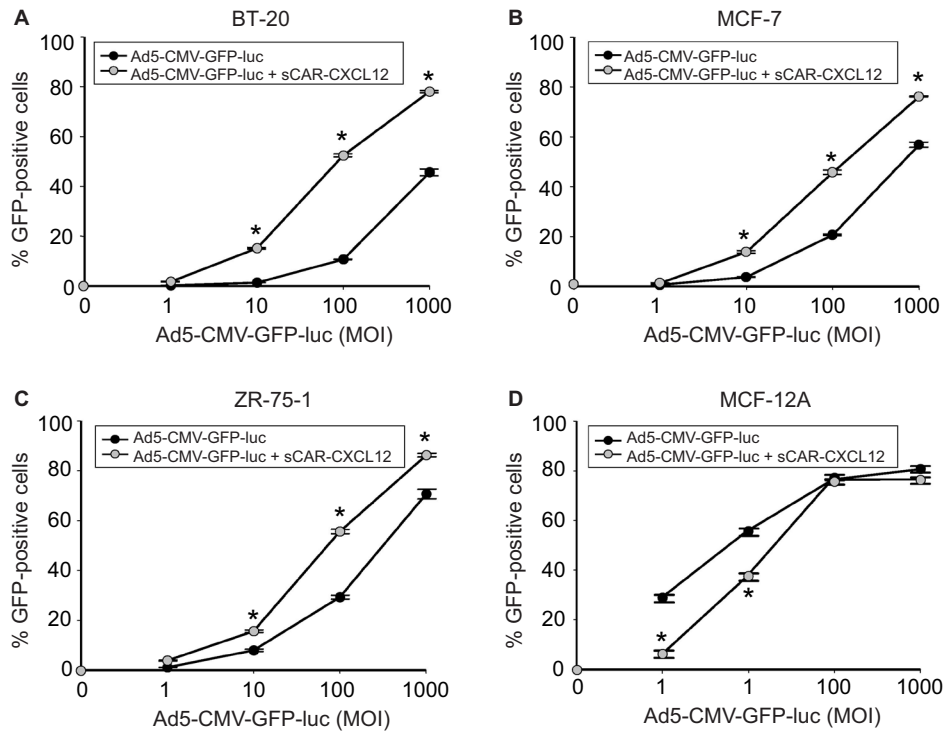 A
BT-20
Ad5-CMV-GFP-luc
Ad5-CMV-GFP-luc + sCAR-CXCL12
% GFP-positive cells
100
80
60
40
20
0
* * *
0 1 10 100 1000
Ad5-CMV-GFP-luc (MOI)
B
MCF-7
Ad5-CMV-GFP-luc
Ad5-CMV-GFP-luc + sCAR-CXCL12
% GFP-positive cells
100
80
60
40
20
0
* * *
0 1 10 100 1000
Ad5-CMV-GFP-luc (MOI)
C
ZR-75-1
Ad5-CMV-GFP-luc
Ad5-CMV-GFP-luc + sCAR-CXCL12
% GFP-positive cells
100
80
60
40
20
0
* * *
0 1 10 100 1000
Ad5-CMV-GFP-luc (MOI)
D
MCF-12A
Ad5-CMV-GFP-luc
Ad5-CMV-GFP-luc + sCAR-CXCL12
% GFP-positive cells
100
80
60
40
20
0
* *
0 1 1 100 1000
Ad5-CMV-GFP-luc (MOI)